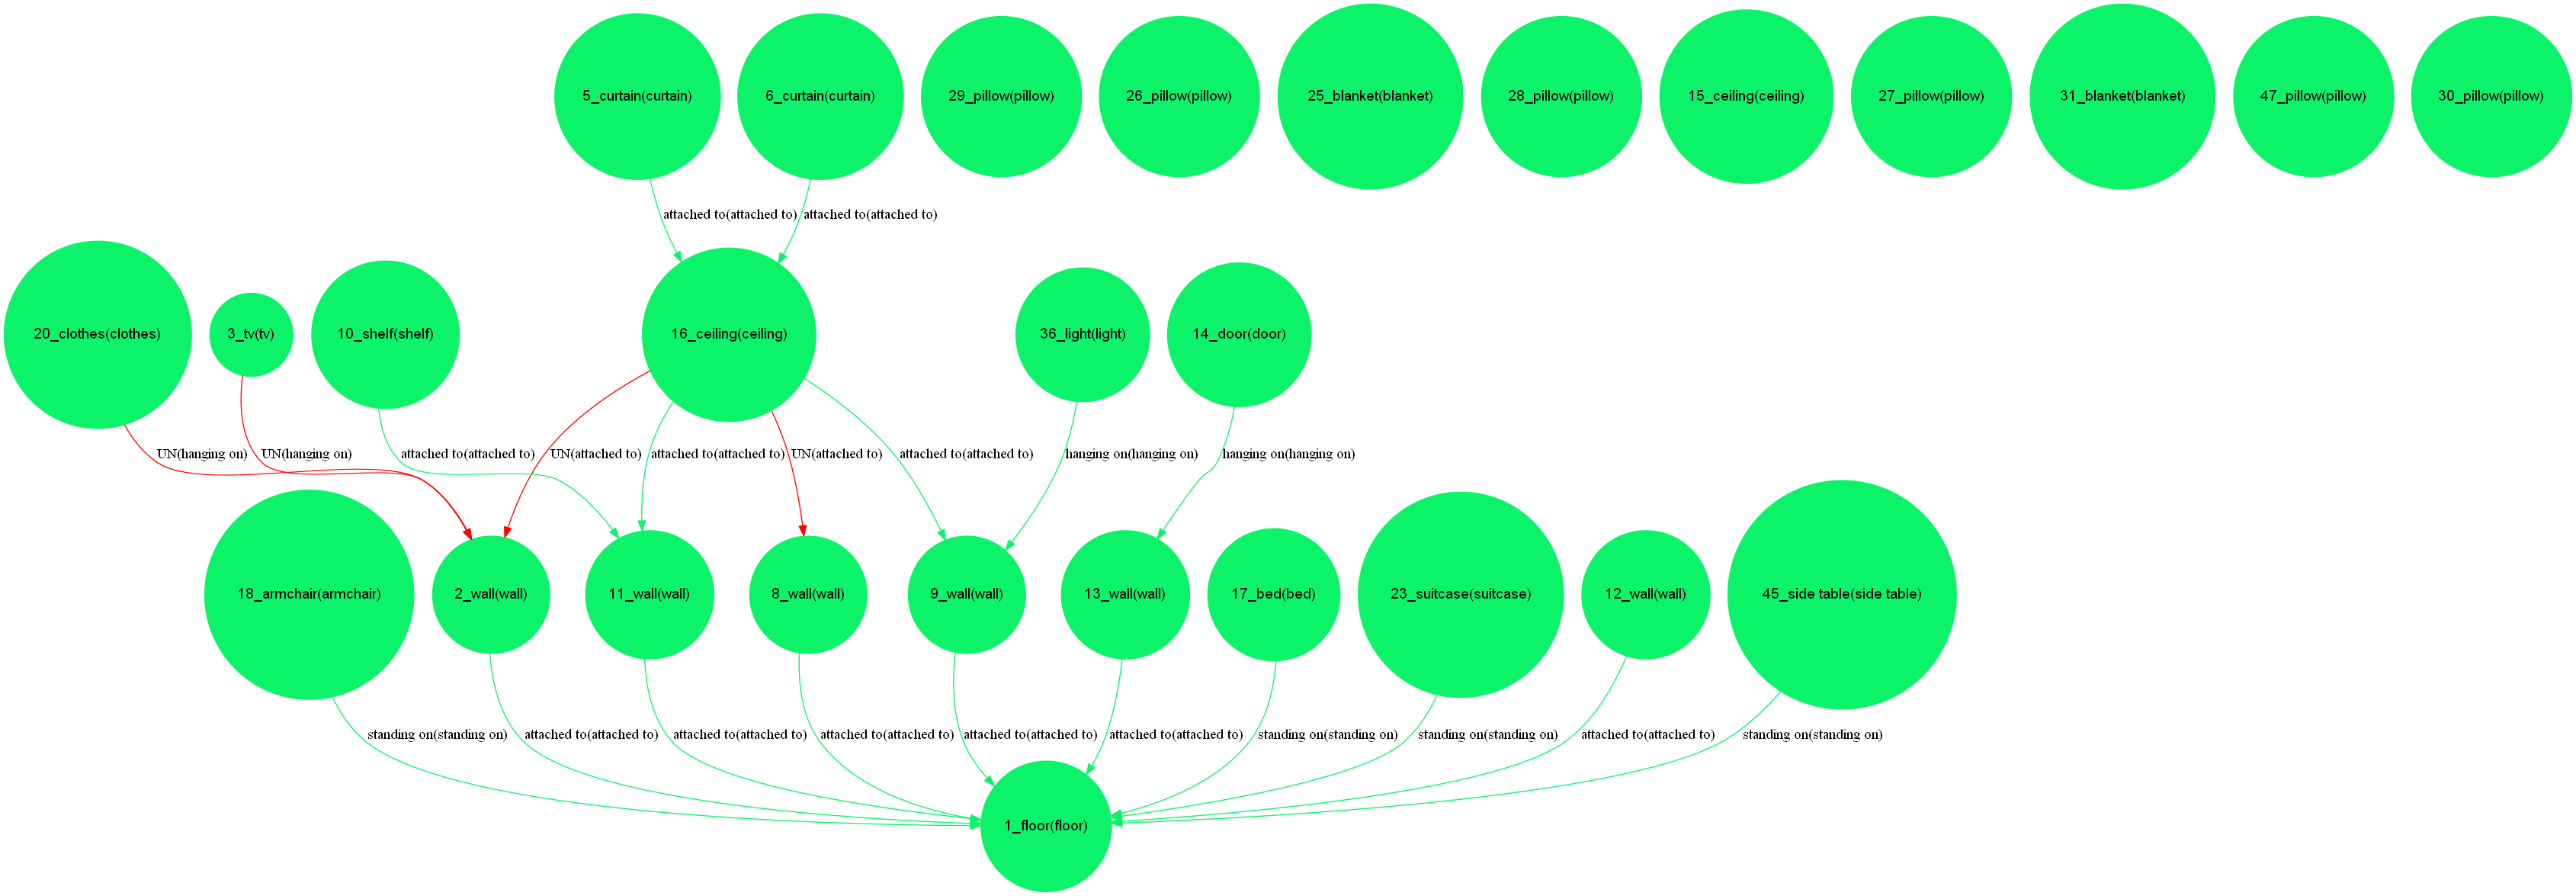 5_curtain(curtain)
6_curtain(curtain)
29_pillow(pillow)
26_pillow(pillow)
25_blanket(blanket)
28_pillow(pillow)
15_ceiling(ceiling)
27_pillow(pillow)
31_blanket(blanket)
47_pillow(pillow)
30_pillow(pillow)
attached to(attached to)
attached to(attached to)
20_clothes(clothes)
3_tv(tv)
10_shelf(shelf)
16_ceiling(ceiling)
36_light(light)
14_door(door)
UN(hanging on)
UN(hanging on)
attached to(attached to)
UN(attached to)
attached to(attached to)
UN(attached to)
attached to(attached to)
hanging on(hanging on)
hanging on(hanging on)
18_armchair(armchair)
2_wall(wall)
11_wall(wall)
8_wall(wall)
9_wall(wall)
13_wall(wall)
17_bed(bed)
23_suitcase(suitcase)
12_wall(wall)
45_side table(side table)
standing on(standing on)
attached to(attached to)
attached to(attached to)
attached to(attached to)
attached to(attached to)
attached to(attached to)
standing on(standing on)
standing on(standing on)
attached to(attached to)
standing on(standing on)
1_floor(floor)